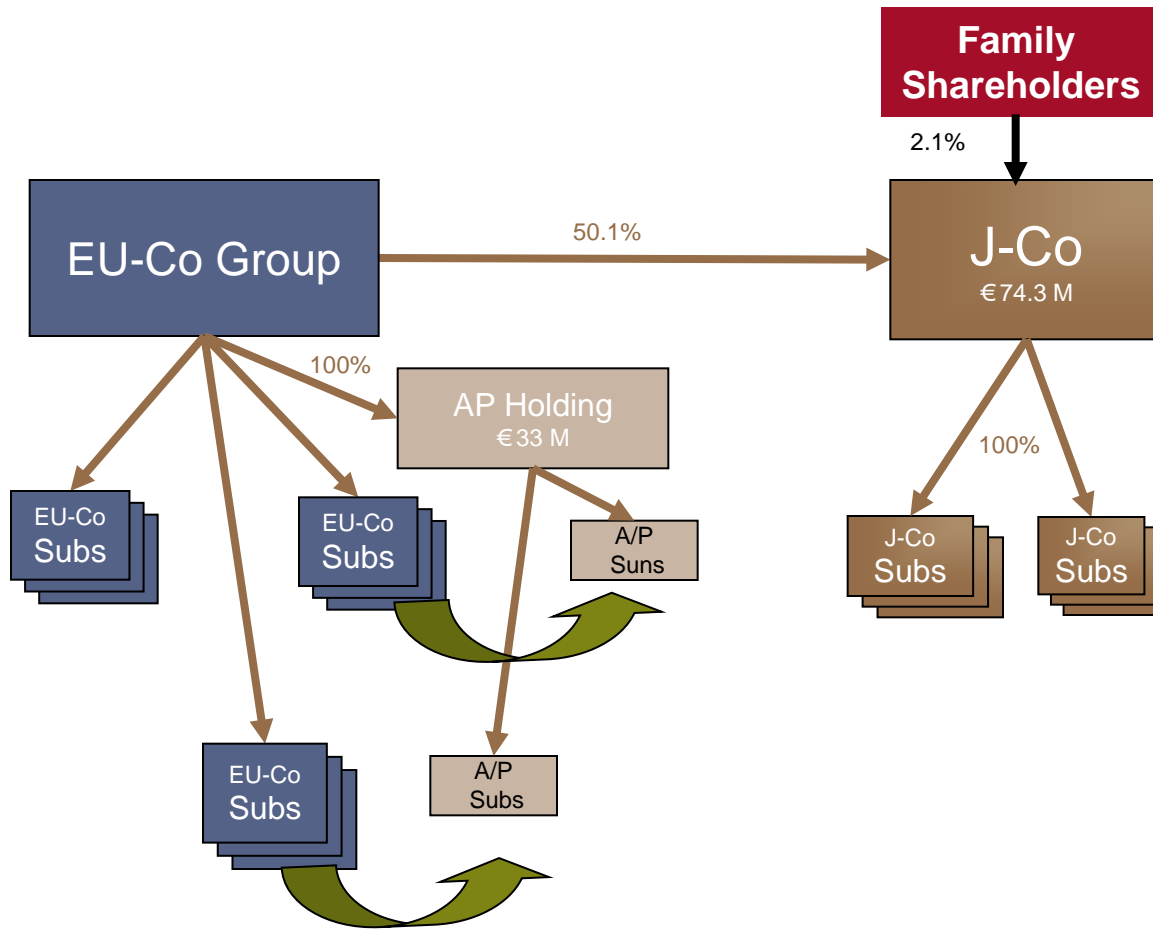 Family
Shareholders
2.1%
EU-Co Group
50.1%
J-Co
€ 74.3 M
100%
AP Holding
€ 33 M
100%
EU-Co
Subs
EU-Co
Subs
A/P
Suns
J-Co
Subs
J-Co
Subs
EU-Co
Subs
A/P
Subs